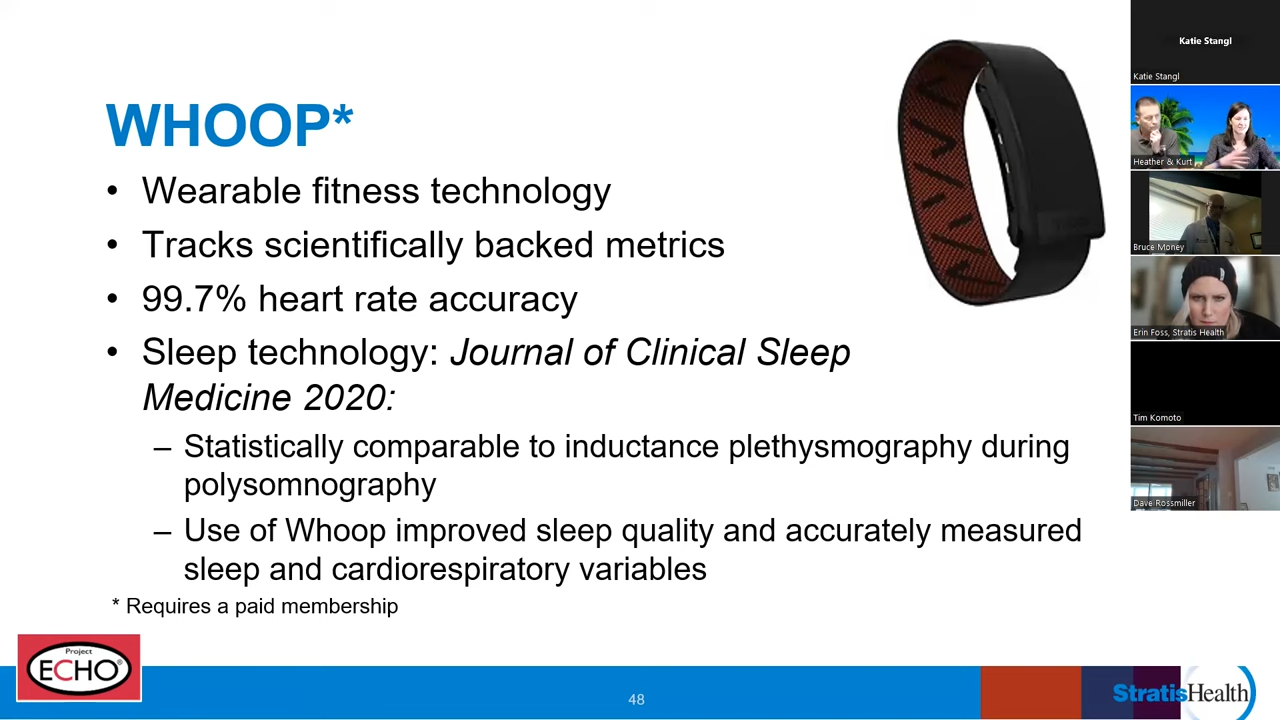 WHOOP*
• Wearable fitness technology
• Tracks scientifically backed metrics
• 99.7% heart rate accuracy
• Sleep technology: Journal of Clinical Sleep
Medicine 2020:
– Statistically comparable to inductance plethysmography during
polysomnography
– Use of Whoop improved sleep quality and accurately measured
sleep and cardiorespiratory variables
* Requires a paid membership
Project
ECHO®
48
StratisHealth
Katie Stangl
Katie Stangl
Heather & Kurt
Bruce Money
Erin Foss, Stratis Health
Tim Komoto
Dave Rossmiller